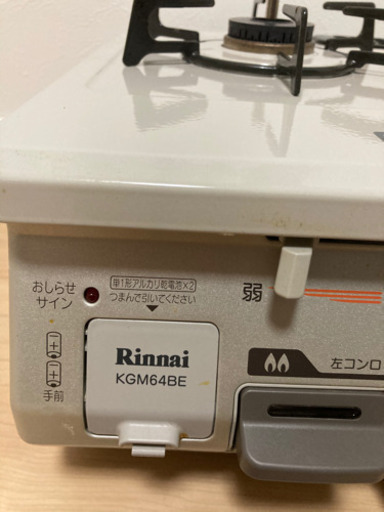 おしらせ
サイン
単1形アルカリ乾電池×2
つまんで引いてください
弱
Rinnai
KGM64BE
手前
左コンロ